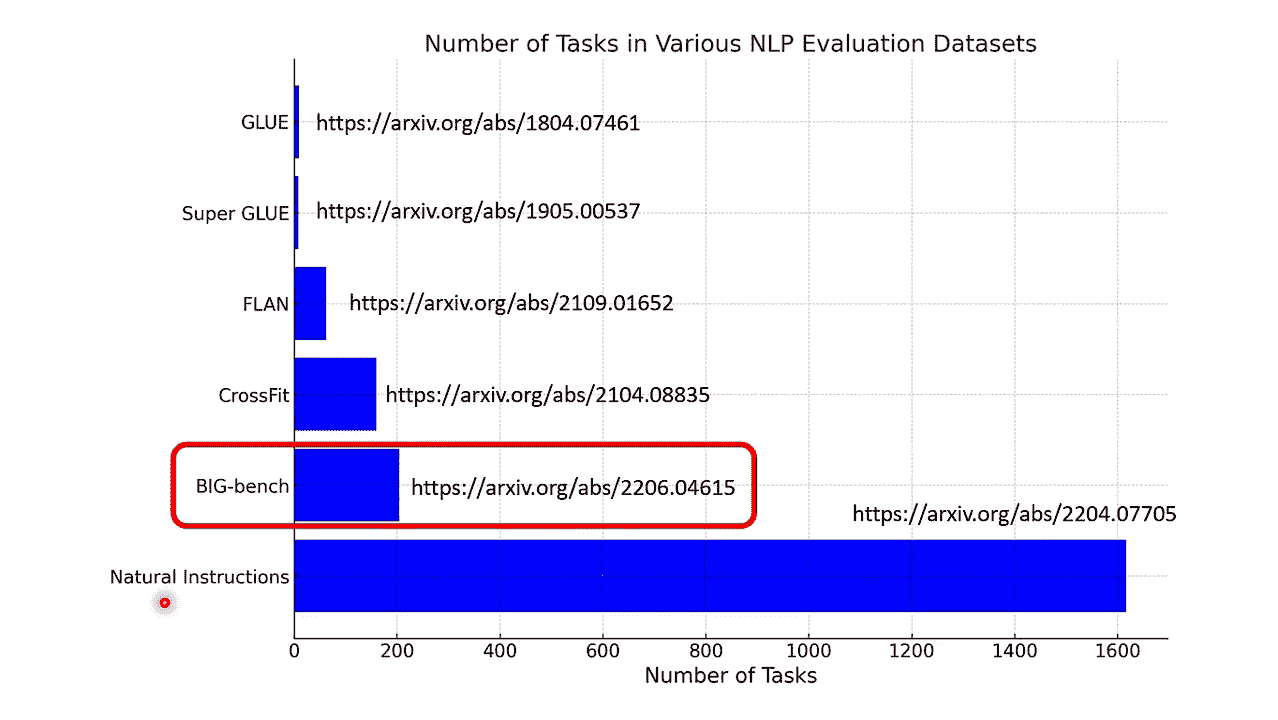 Number of Tasks in Various NLP Evaluation Datasets
GLUE https://arxiv.org/abs/1804.07461
Super GLUE https://arxiv.org/abs/1905.00537
FLAN https://arxiv.org/abs/2109.01652
CrossFit https://arxiv.org/abs/2104.08835
BIG-bench https://arxiv.org/abs/2206.04615
https://arxiv.org/abs/2204.07705
Natural Instructions
0 200 400 600 800 1000 1200 1400 1600
Number of Tasks